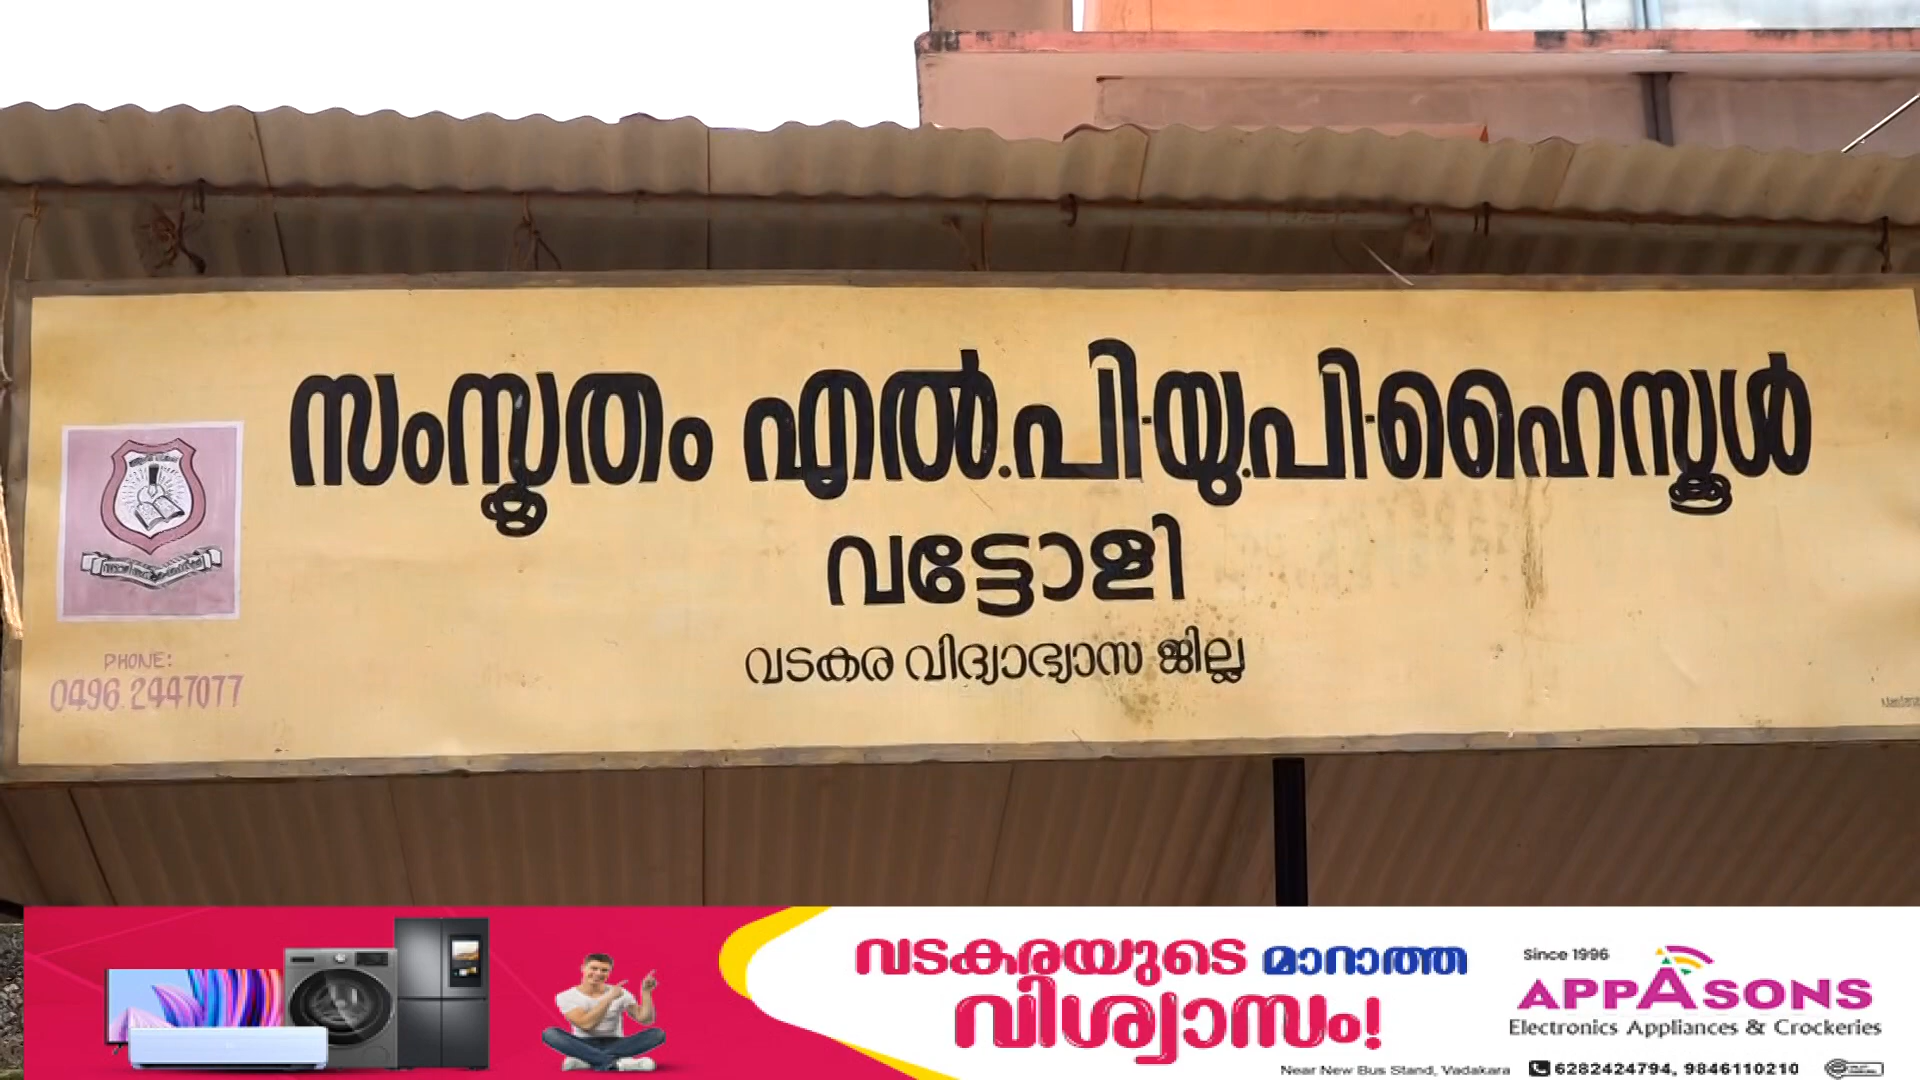 സംസ്കൃതം എൽ.പി-യു.പി-ഹൈസ്കൂൾ
വട്ടോളി
വടകര വിദ്യാഭ്യാസ ജില്ല
PHONE:
0496 2447077
വടകരയുടെ മാറാത്ത
വിശ്വാസം!
Since 1996
APPASONS
Electronics Appliances & Crockeries
Near New Bus Stand, Vadakara 6282424794, 9846110210